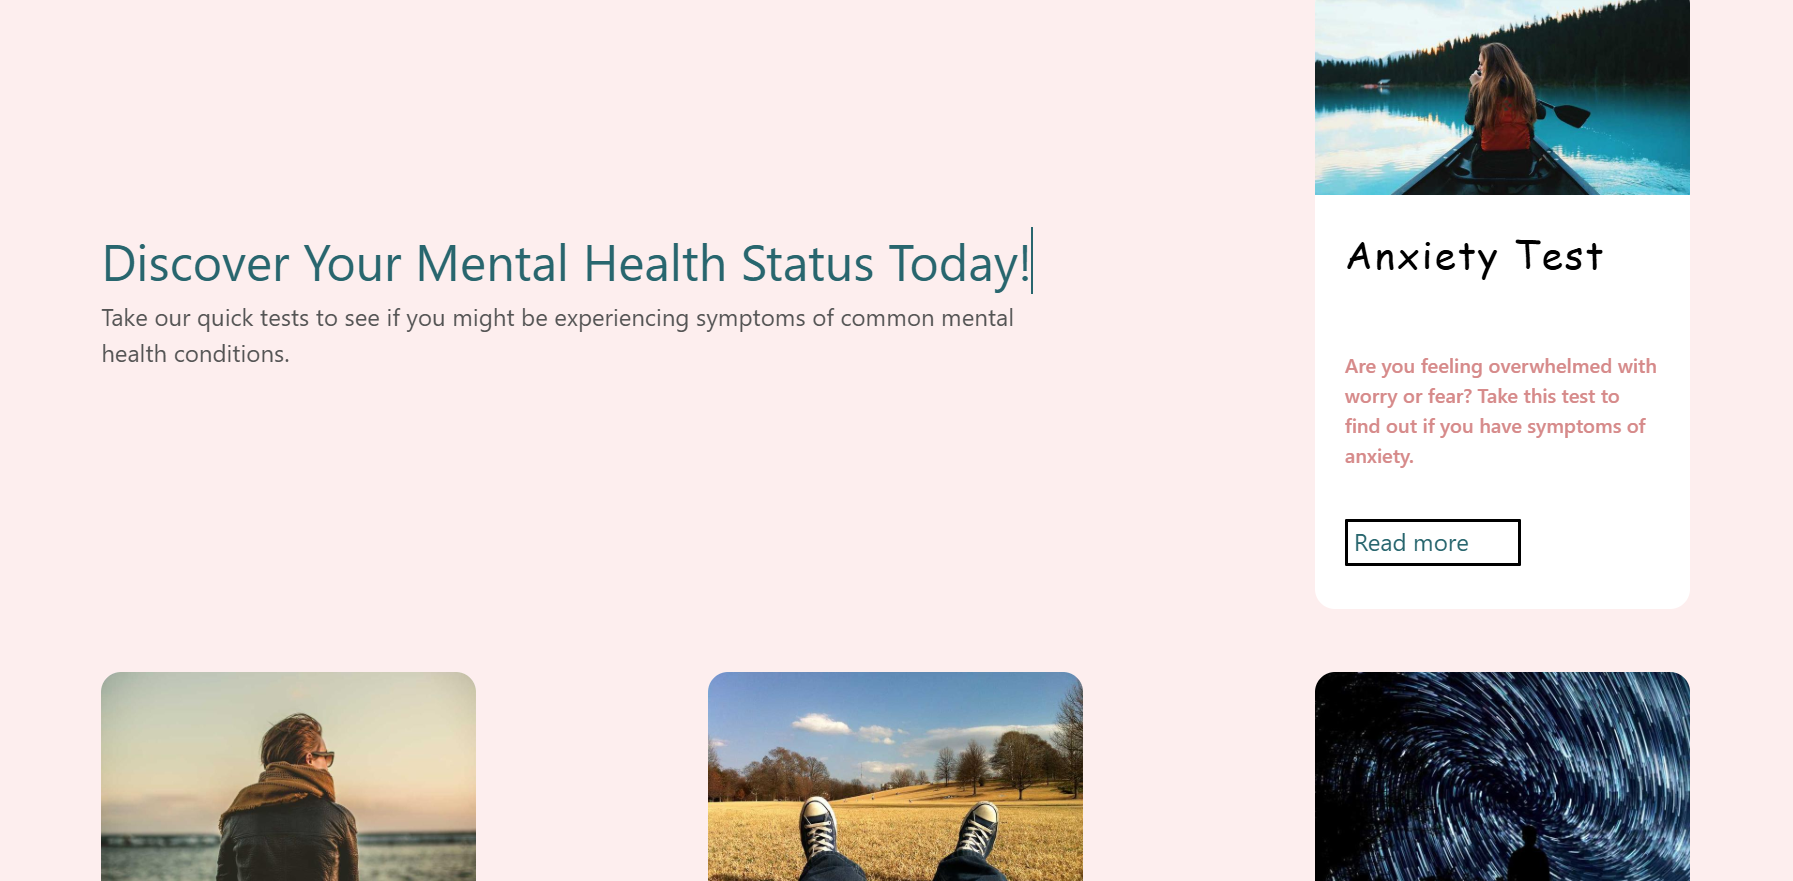 Discover Your Mental Health Status Today!
Take our quick tests to see if you might be experiencing symptoms of common mental
health conditions.
Anxiety Test
Are you feeling overwhelmed with
worry or fear? Take this test to
find out if you have symptoms of
anxiety.
Read more